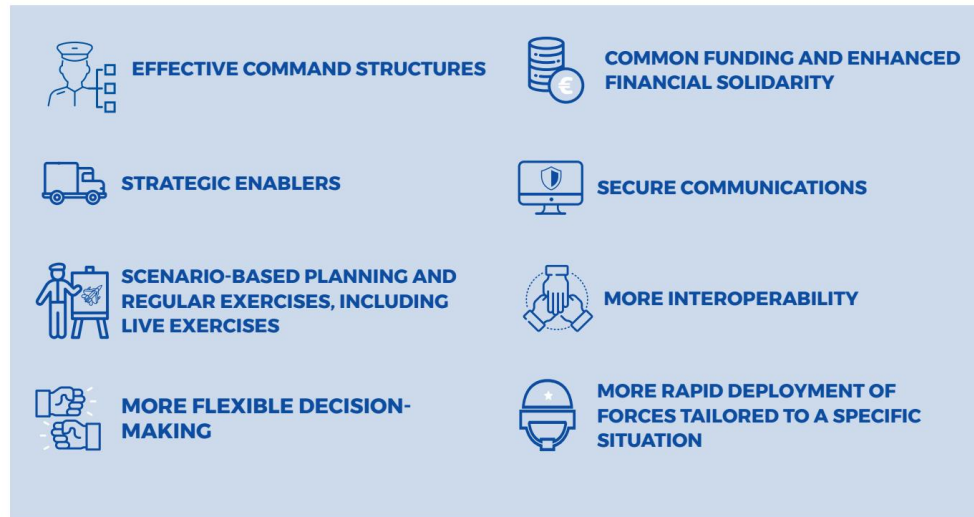 EFFECTIVE COMMAND STRUCTURES
COMMON FUNDING AND ENHANCED
FINANCIAL SOLIDARITY
STRATEGIC ENABLERS
SECURE COMMUNICATIONS
SCENARIO-BASED PLANNING AND
REGULAR EXERCISES, INCLUDING
LIVE EXERCISES
MORE INTEROPERABILITY
MORE FLEXIBLE DECISION-
MAKING
MORE RAPID DEPLOYMENT OF
FORCES TAILORED TO A SPECIFIC
SITUATION